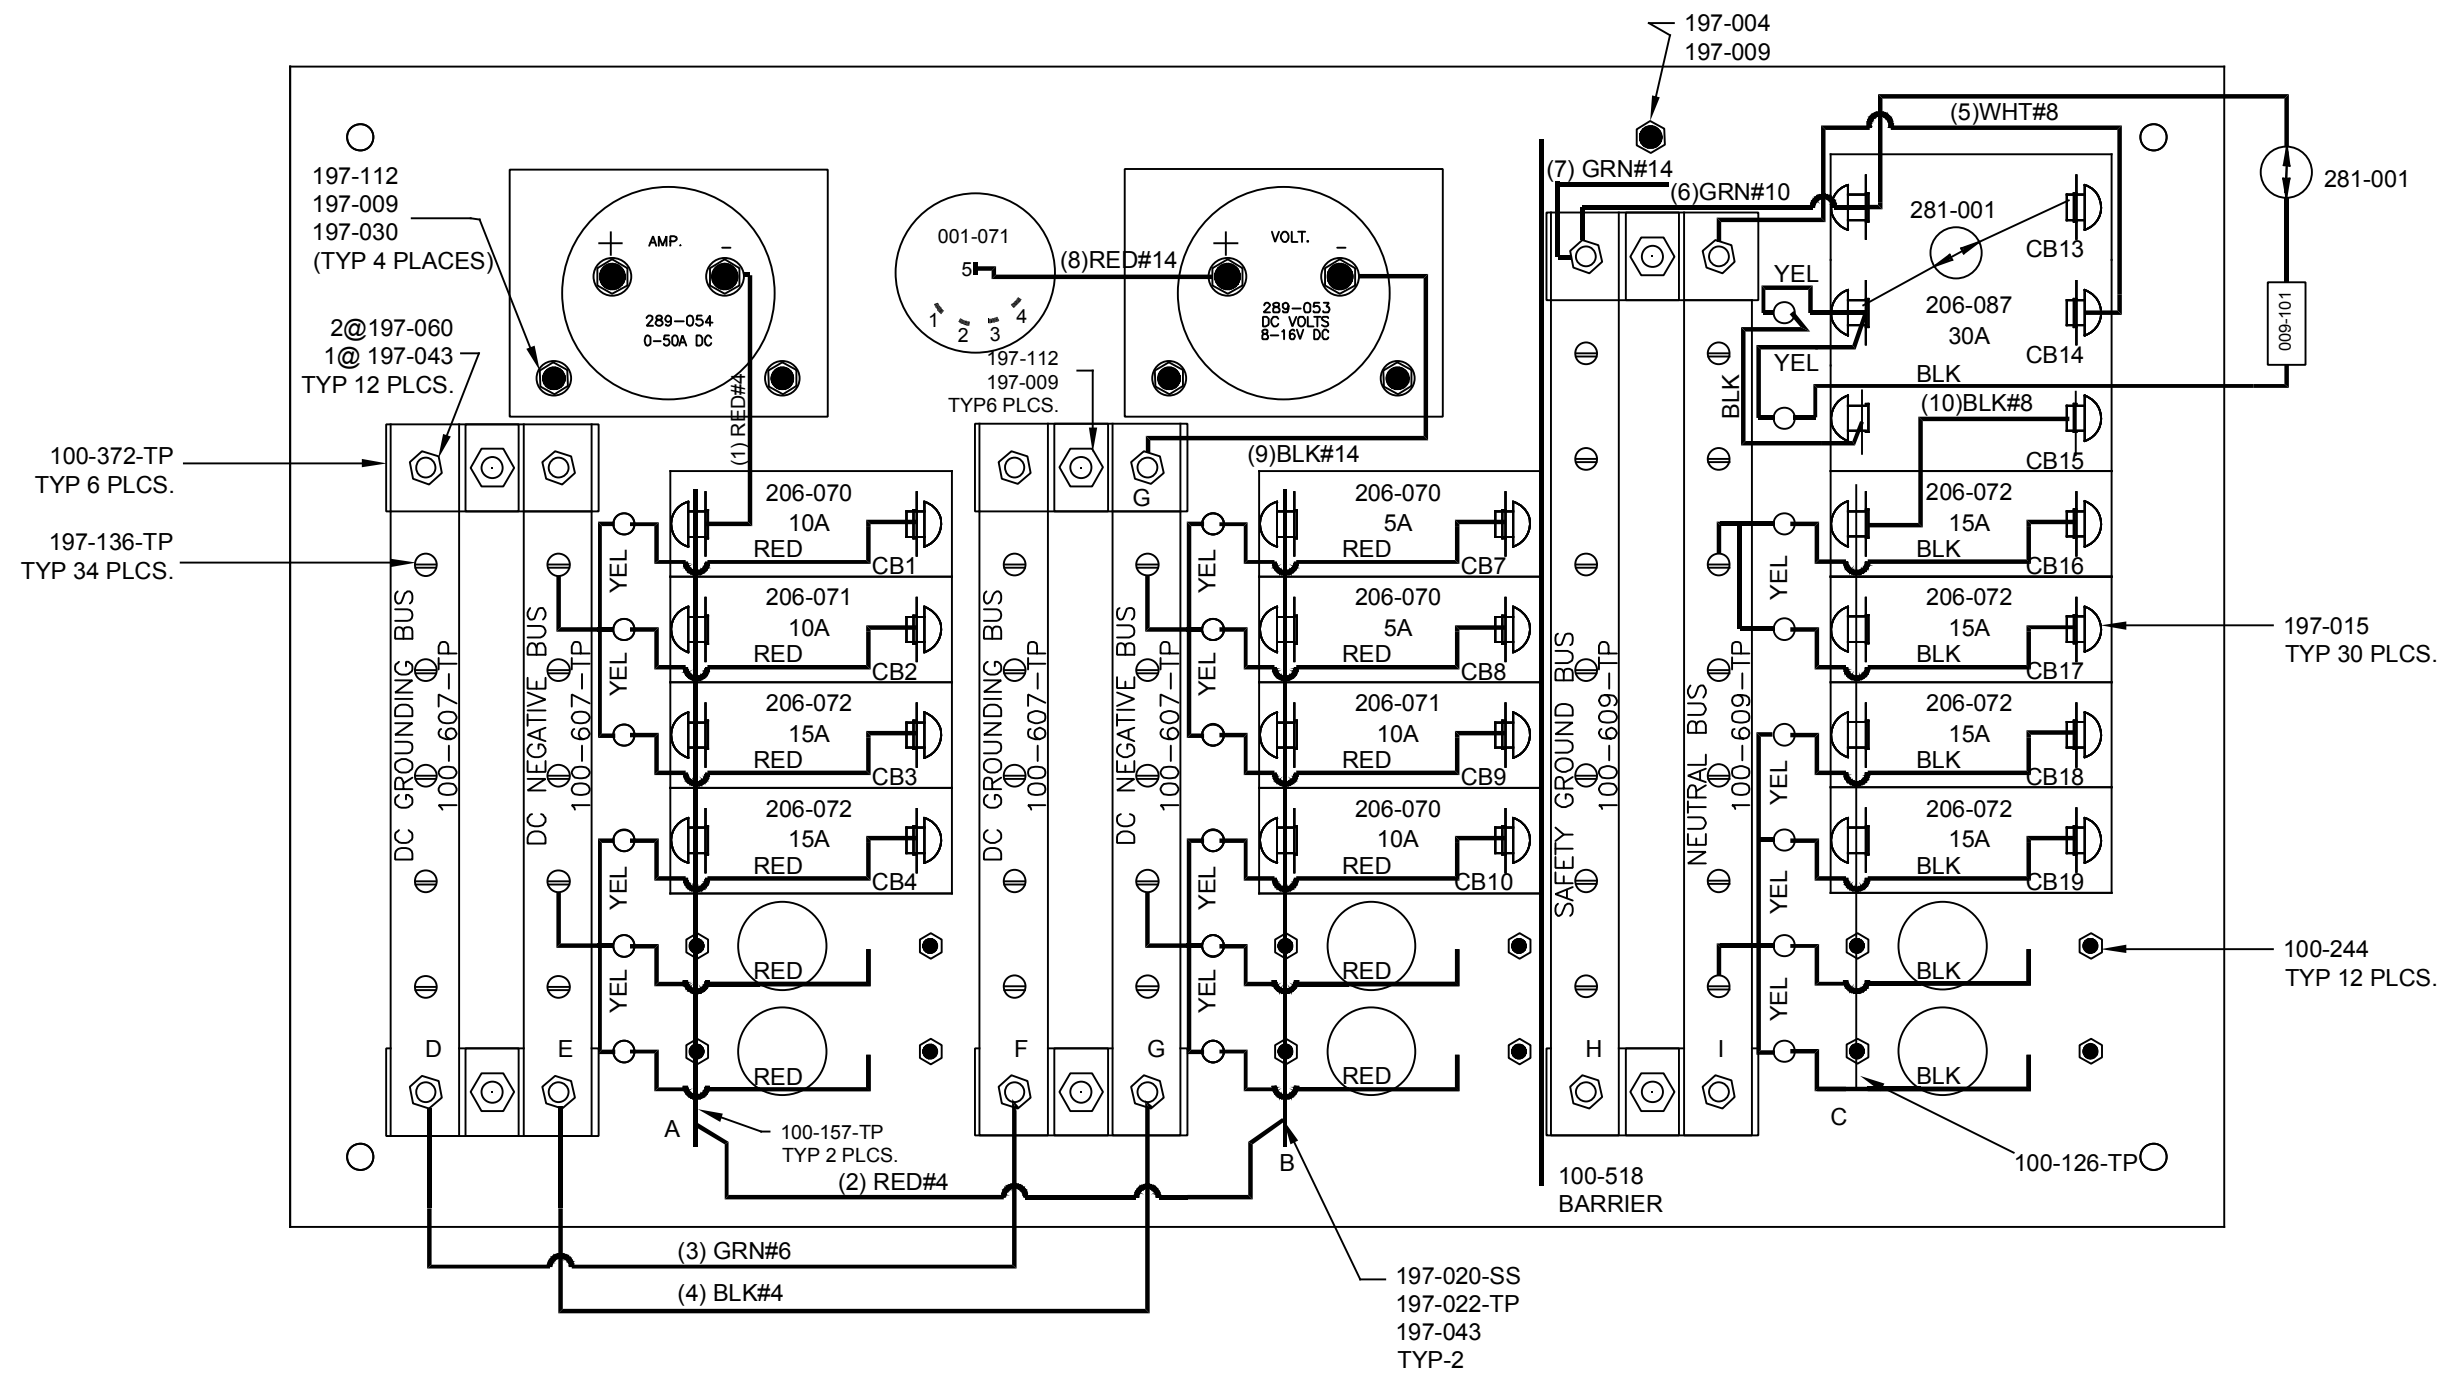 197-004
197-009
(5)WHT#8
197-112
197-009
197-030
(TYP 4 PLACES)
+
AMP.
-
289-054
0-50A DC
001-071
5
1
2
3
4
(8)RED#14
+
VOLT.
-
289-053
DC VOLTS
8-16V DC
(7) GRN#14
(6)GRN#10
281-001
CB13
281-001
YEL
206-087
30A
CB14
009-101
YEL
BLK
BLK
(10)BLK#8
CB15
2@197-060
1@ 197-043
TYP 12 PLCS.
197-112
197-009
TYP6 PLCS.
(1) RED#4
(9)BLK#14
100-372-TP
TYP 6 PLCS.
197-136-TP
TYP 34 PLCS.
G
DC GROUNDING BUS
100-607-TP
DC NEGATIVE BUS
100-607-TP
YEL
YEL
YEL
YEL
206-070
10A
RED
CB1
206-071
10A
RED
CB2
206-072
15A
RED
CB3
206-072
15A
RED
CB4
RED
RED
DC GROUNDING BUS
100-607-TP
DC NEGATIVE BUS
100-607-TP
YEL
YEL
YEL
YEL
206-070
5A
RED
CB7
206-070
5A
RED
CB8
206-071
10A
RED
CB9
206-070
10A
RED
CB10
RED
RED
SAFETY GROUND BUS
100-609-TP
NEUTRAL BUS
100-609-TP
YEL
YEL
YEL
YEL
206-072
15A
BLK
CB16
206-072
15A
BLK
CB17
206-072
15A
BLK
CB18
206-072
15A
BLK
CB19
BLK
BLK
197-015
TYP 30 PLCS.
100-244
TYP 12 PLCS.
D
E
F
G
H
I
A
100-157-TP
TYP 2 PLCS.
B
C
100-126-TP
(2) RED#4
100-518
BARRIER
(3) GRN#6
(4) BLK#4
197-020-SS
197-022-TP
197-043
TYP-2